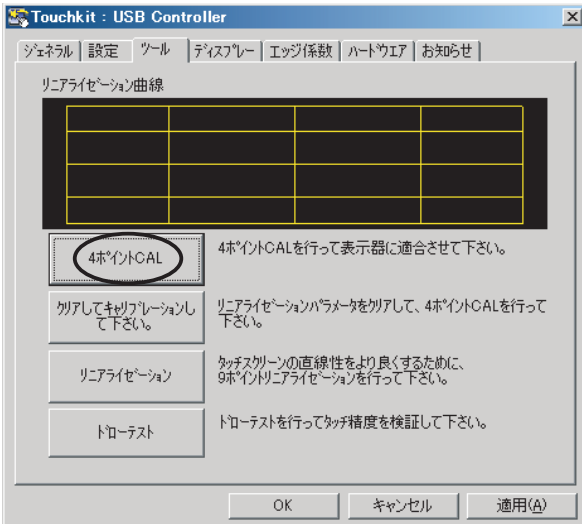 Touchkit : USB Controller
ジェネラル 設定 ツール ディスプレー エッジ係数 ハードウエア お知らせ
リニアライゼーション曲線
4ポイントCAL
4ポイントCALを行って表示器に適合させて下さい。
クリアしてキャリブレーションし
て下さい。
リニアライゼーションパラメータをクリアして、4ポイントCALを行って
下さい。
リニアライゼーション
タッチスクリーンの直線性をより良くするために、
9ポイントリニアライゼーションを行って下さい。
ドローテスト
ドローテストを行ってタッチ精度を検証して下さい。
OK キャンセル 適用(A)